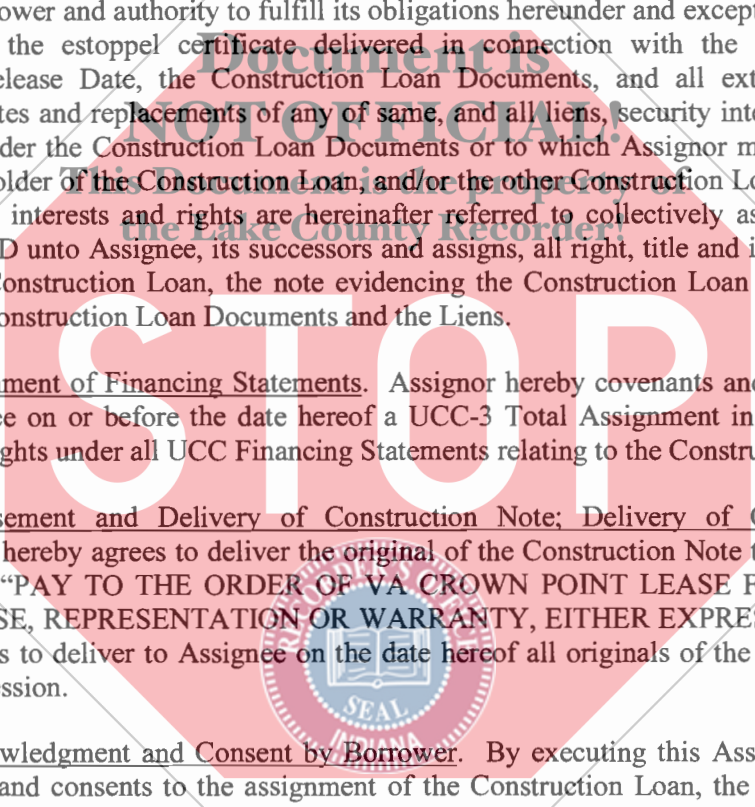 ower and authority to fulfill its obligations hereunder and except
the estoppel certificate delivered in connection with the
Document is
elease Date, the Construction Loan Documents, and all ext
tes and replacements of any of same, and all liens, security inte
NOT OFFICIAL!
der the Construction Loan Documents or to which Assignor m
older of the Construction Loan, and/or the other Construction Lo
This Document is the property of
interests and rights are hereinafter referred to collectively as
the Lake County Recorder!
D unto Assignee, its successors and assigns, all right, title and i
Construction Loan, the note evidencing the Construction Loan
onstruction Loan Documents and the Liens.
STOP
nment of Financing Statements. Assignor hereby covenants and
ce on or before the date hereof a UCC-3 Total Assignment in
ghts under all UCC Financing Statements relating to the Constru
sement and Delivery of Construction Note; Delivery of C
hereby agrees to deliver the original of the Construction Note t
“PAY TO THE ORDER OF VA CROWN POINT LEASE F
SE, REPRESENTATION OR WARRANTY, EITHER EXPRES
s to deliver to Assignee on the date hereof all originals of the
ession.
RECORDER'S OFFICE
SEAL
INDIANA
owledgment and Consent by Borrower. By executing this Ass
and consents to the assignment of the Construction Loan, the